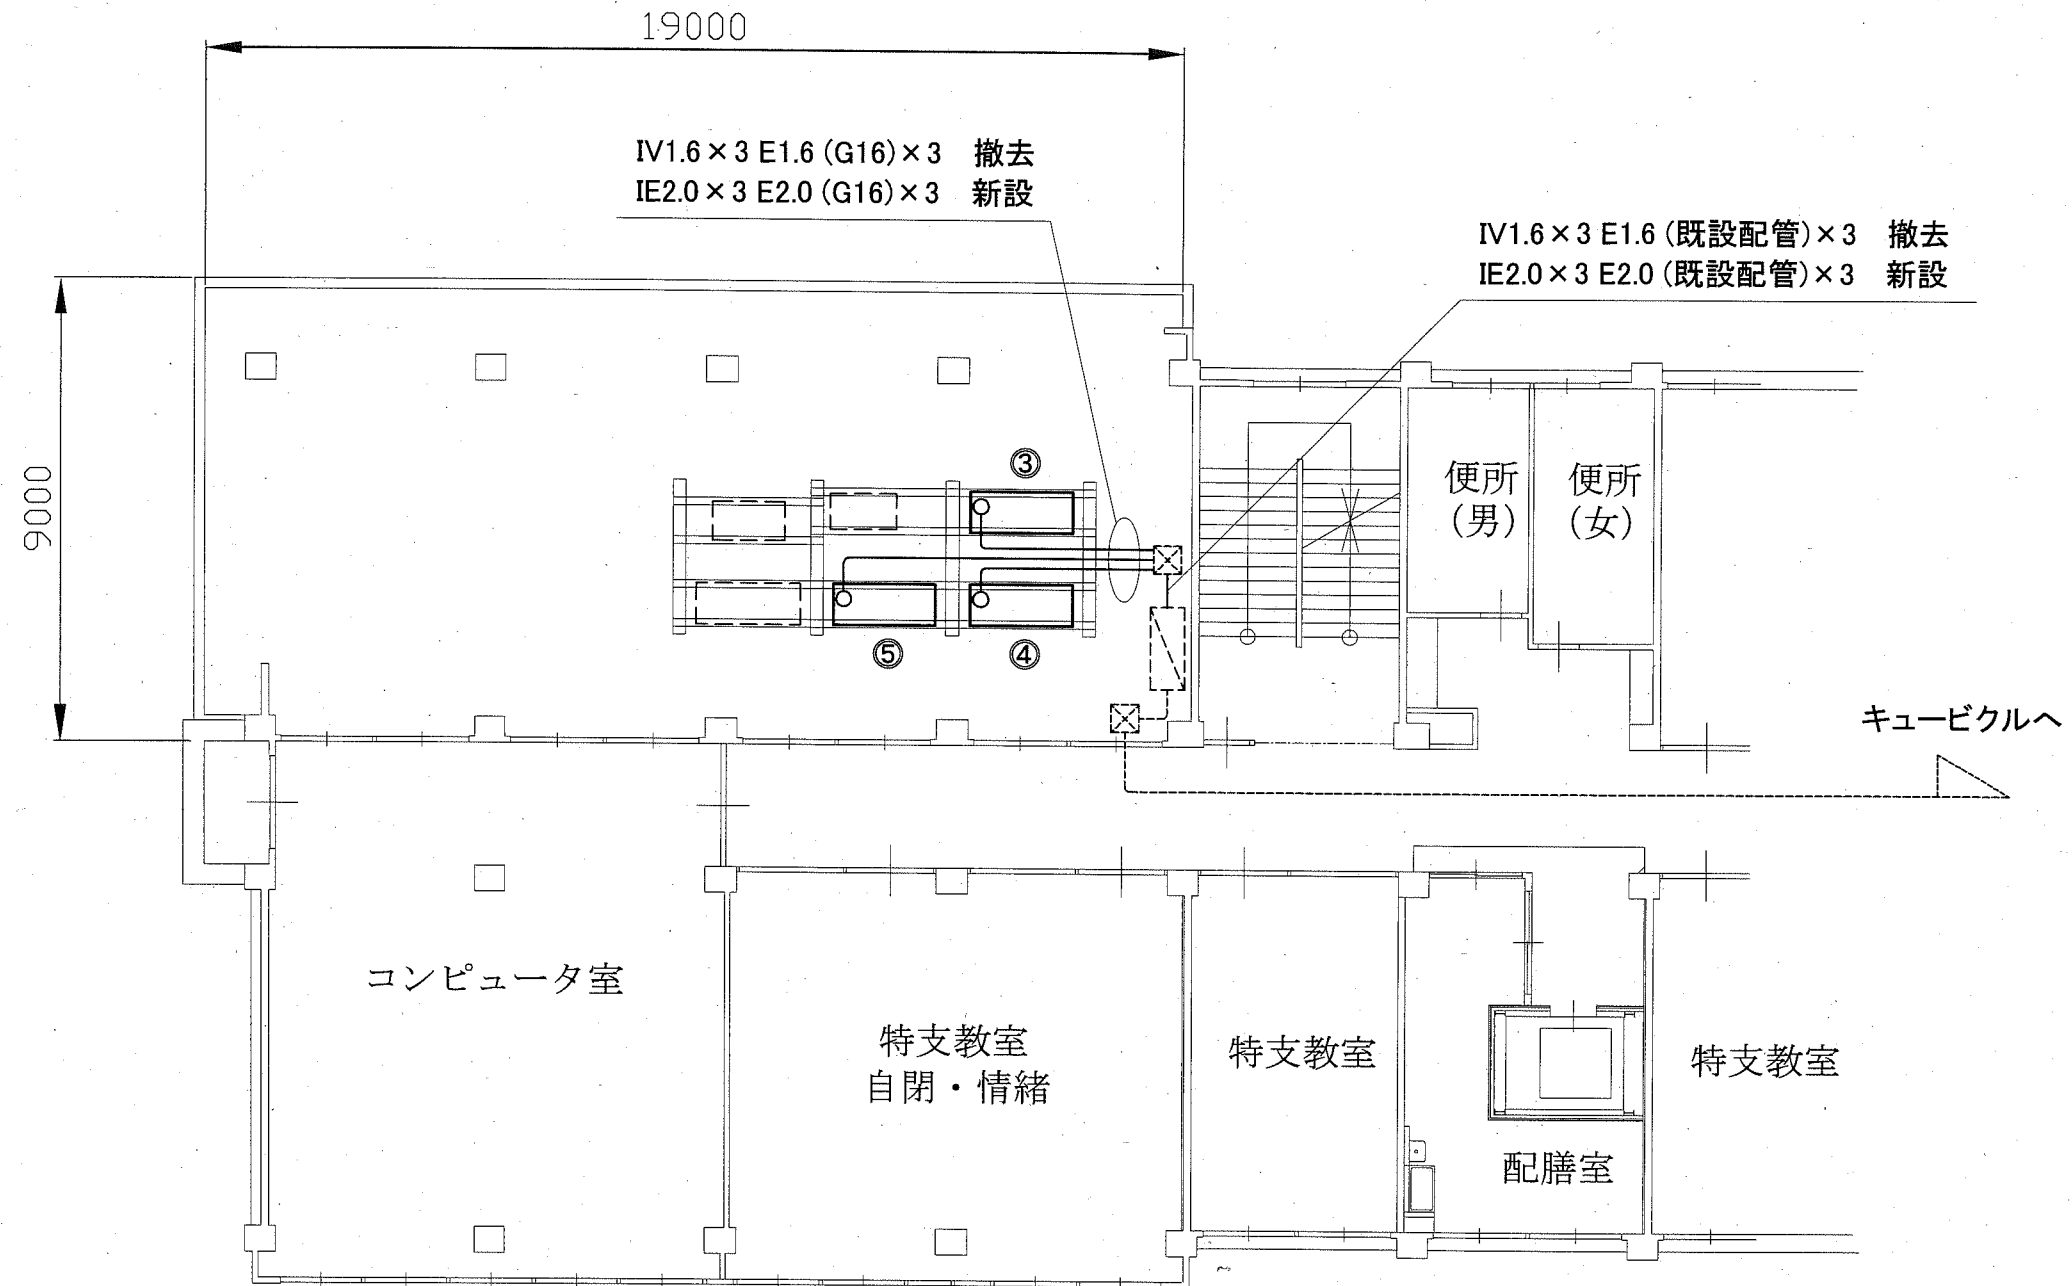 19000
IV1.6×3 E1.6 (G16)×3 撤去
IE2.0×3 E2.0 (G16)×3 新設
IV1.6×3 E1.6 (既設配管)×3 撤去
IE2.0×3 E2.0 (既設配管)×3 新設
9000
③
⑤
④
便所
(男)
便所
(女)
キュービクルへ
コンピュータ室
特支教室
自閉・情緒
特支教室
特支教室
配膳室